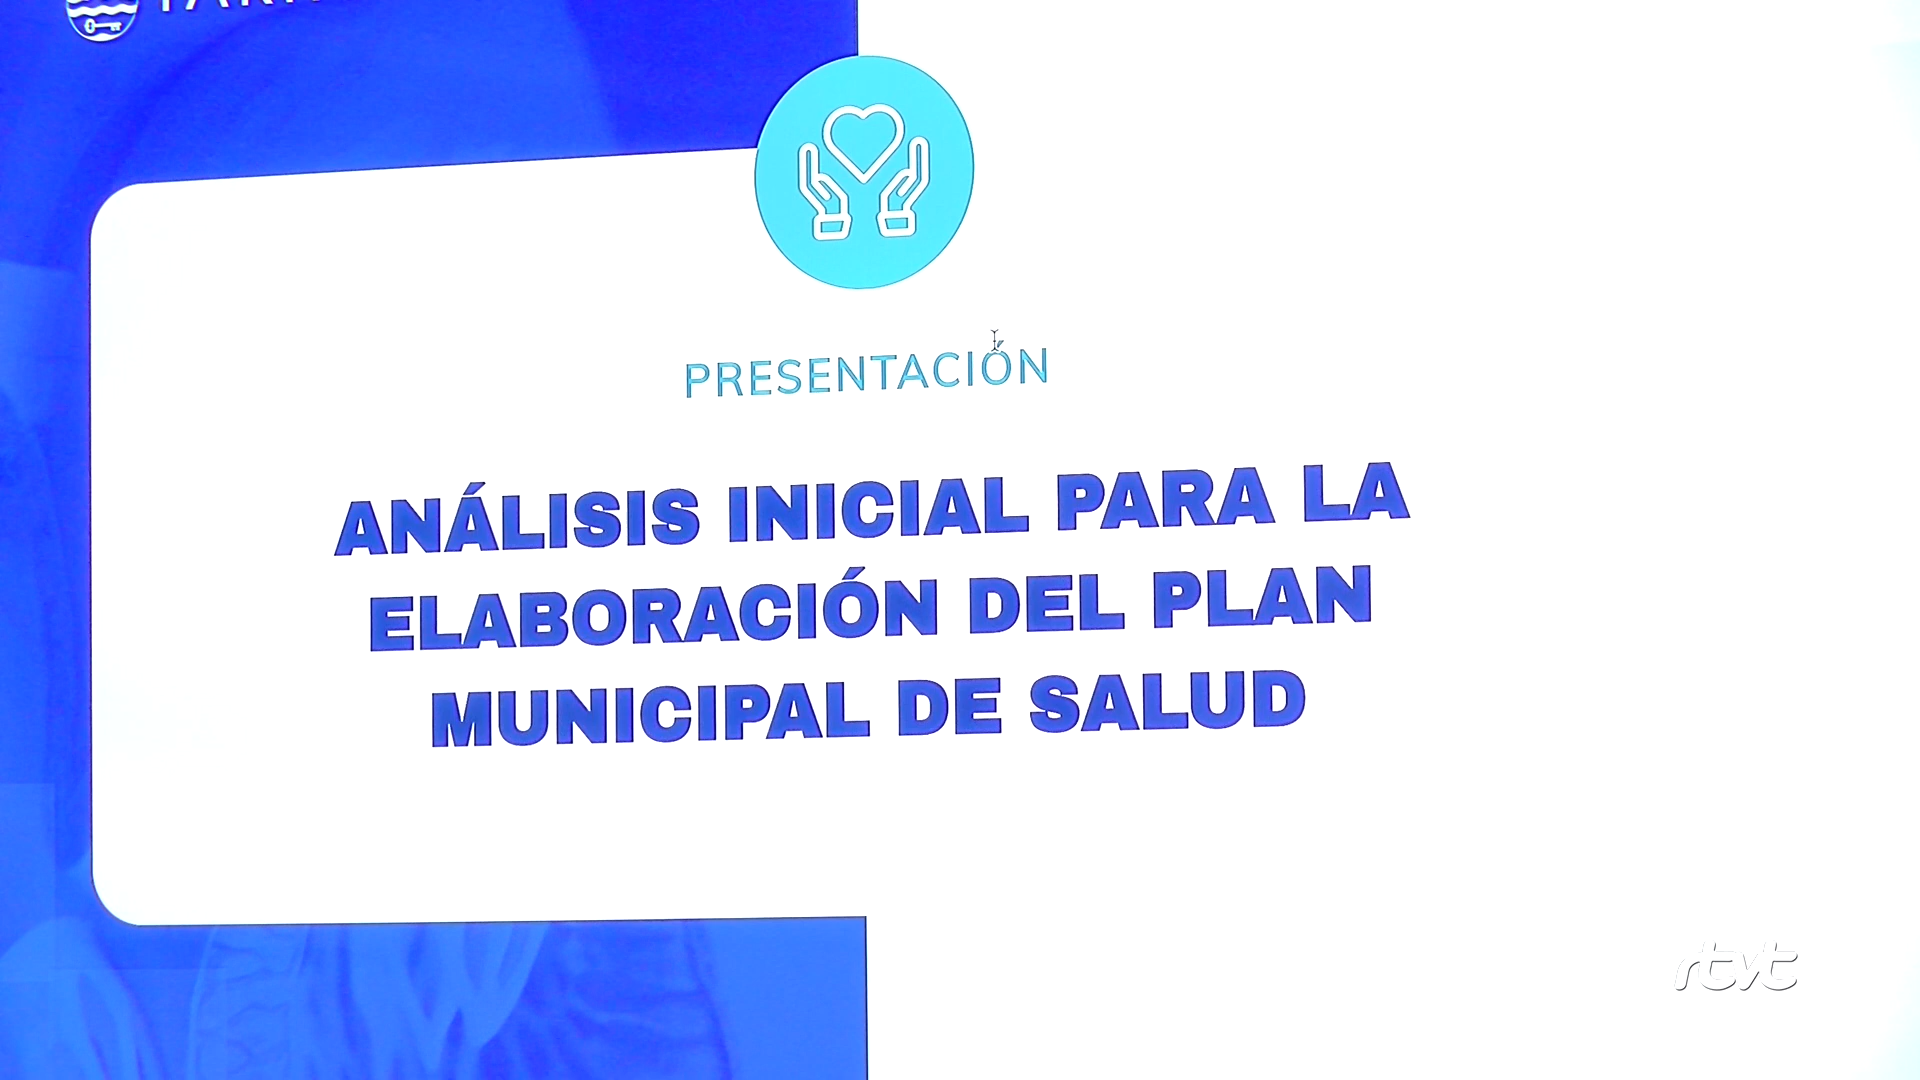 PRESENTACIÓN
ANÁLISIS INICIAL PARA LA
ELABORACIÓN DEL PLAN
MUNICIPAL DE SALUD
rtvt